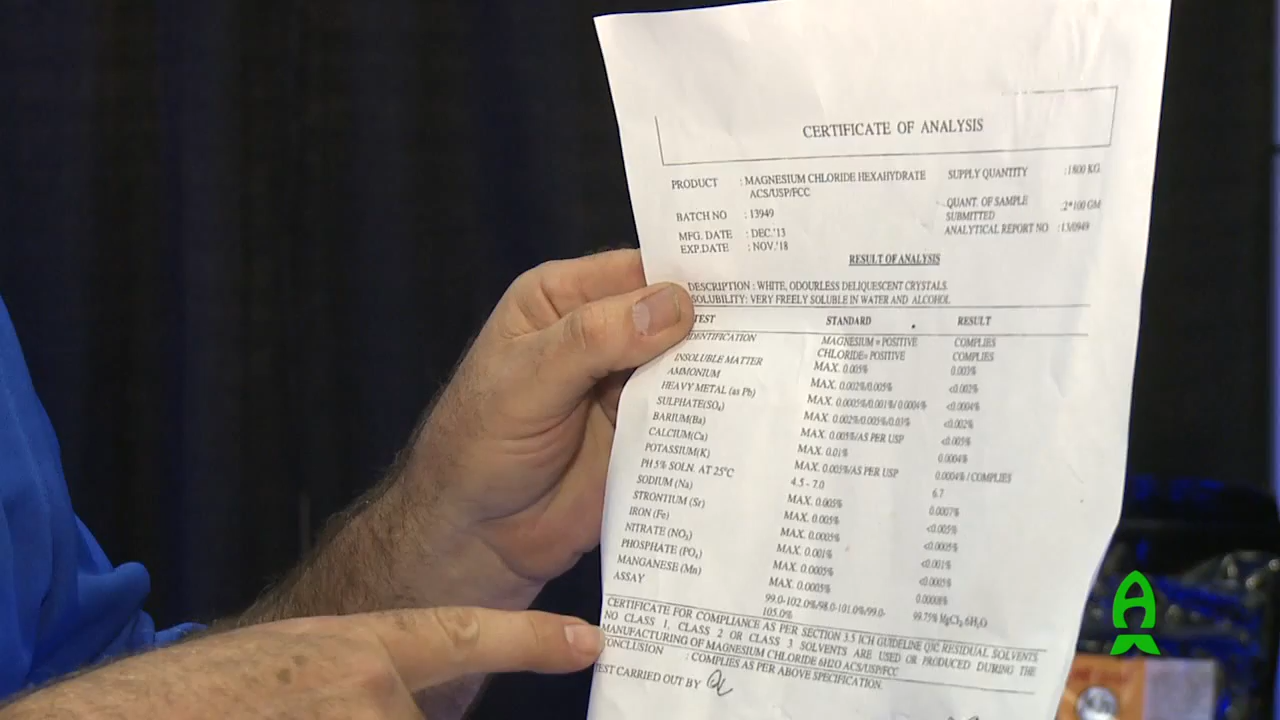 CERTIFICATE OF ANALYSIS
PRODUCT : MAGNESIUM CHLORIDE HEXAHYDRATE SUPPLY QUANTITY : 1800 KG
ACS/USP/FCC
QUANT. OF SAMPLE : 2*100 GM
BATCH NO : 13949 SUBMITTED
MFG. DATE : DEC.'13 ANALYTICAL REPORT NO : 13/0949
EXP.DATE : NOV.'18
RESULT OF ANALYSIS
DESCRIPTION : WHITE, ODOURLESS DELIQUESCENT CRYSTALS.
SOLUBILITY: VERY FREELY SOLUBLE IN WATER AND ALCOHOL
TEST STANDARD RESULT
IDENTIFICATION MAGNESIUM = POSITIVE COMPLIES
CHLORIDE= POSITIVE COMPLIES
INSOLUBLE MATTER MAX. 0.005% 0.003%
AMMONIUM MAX. 0.002%/0.005% <0.002%
HEAVY METAL (as Pb) MAX. 0.0005%/0.001%/ 0.0004% <0.0004%
SULPHATE(SO₄) MAX. 0.002%/0.005%/0.03% <0.002%
BARIUM(Ba) MAX. 0.005%/AS PER USP <0.005%
CALCIUM(Ca) MAX. 0.01% 0.0004%
POTASSIUM(K) MAX. 0.005%/AS PER USP 0.0004% / COMPLIES
PH 5% SOLN. AT 25°C 4.5 - 7.0 6.7
SODIUM (Na) MAX. 0.005% 0.0007%
STRONTIUM (Sr) MAX. 0.005% <0.005%
IRON (Fe) MAX. 0.0005% <0.0005%
NITRATE (NO₃) MAX. 0.001% <0.001%
PHOSPHATE (PO₄) MAX. 0.0005% <0.0005%
MANGANESE (Mn) MAX. 0.0005% 0.00008%
ASSAY 99.0-102.0%/98.0-101.0%/99.0- 99.75% MgCl₂ 6H₂O
105.0%
CERTIFICATE FOR COMPLIANCE AS PER SECTION 3.5 ICH GUIDELINE Q3C RESIDUAL SOLVENTS
NO CLASS 1, CLASS 2 OR CLASS 3 SOLVENTS ARE USED OR PRODUCED DURING THE
MANUFACTURING OF MAGNESIUM CHLORIDE 6H20 ACS/USP/FCC
CONCLUSION : COMPLIES AS PER ABOVE SPECIFICATION.
TEST CARRIED OUT BY